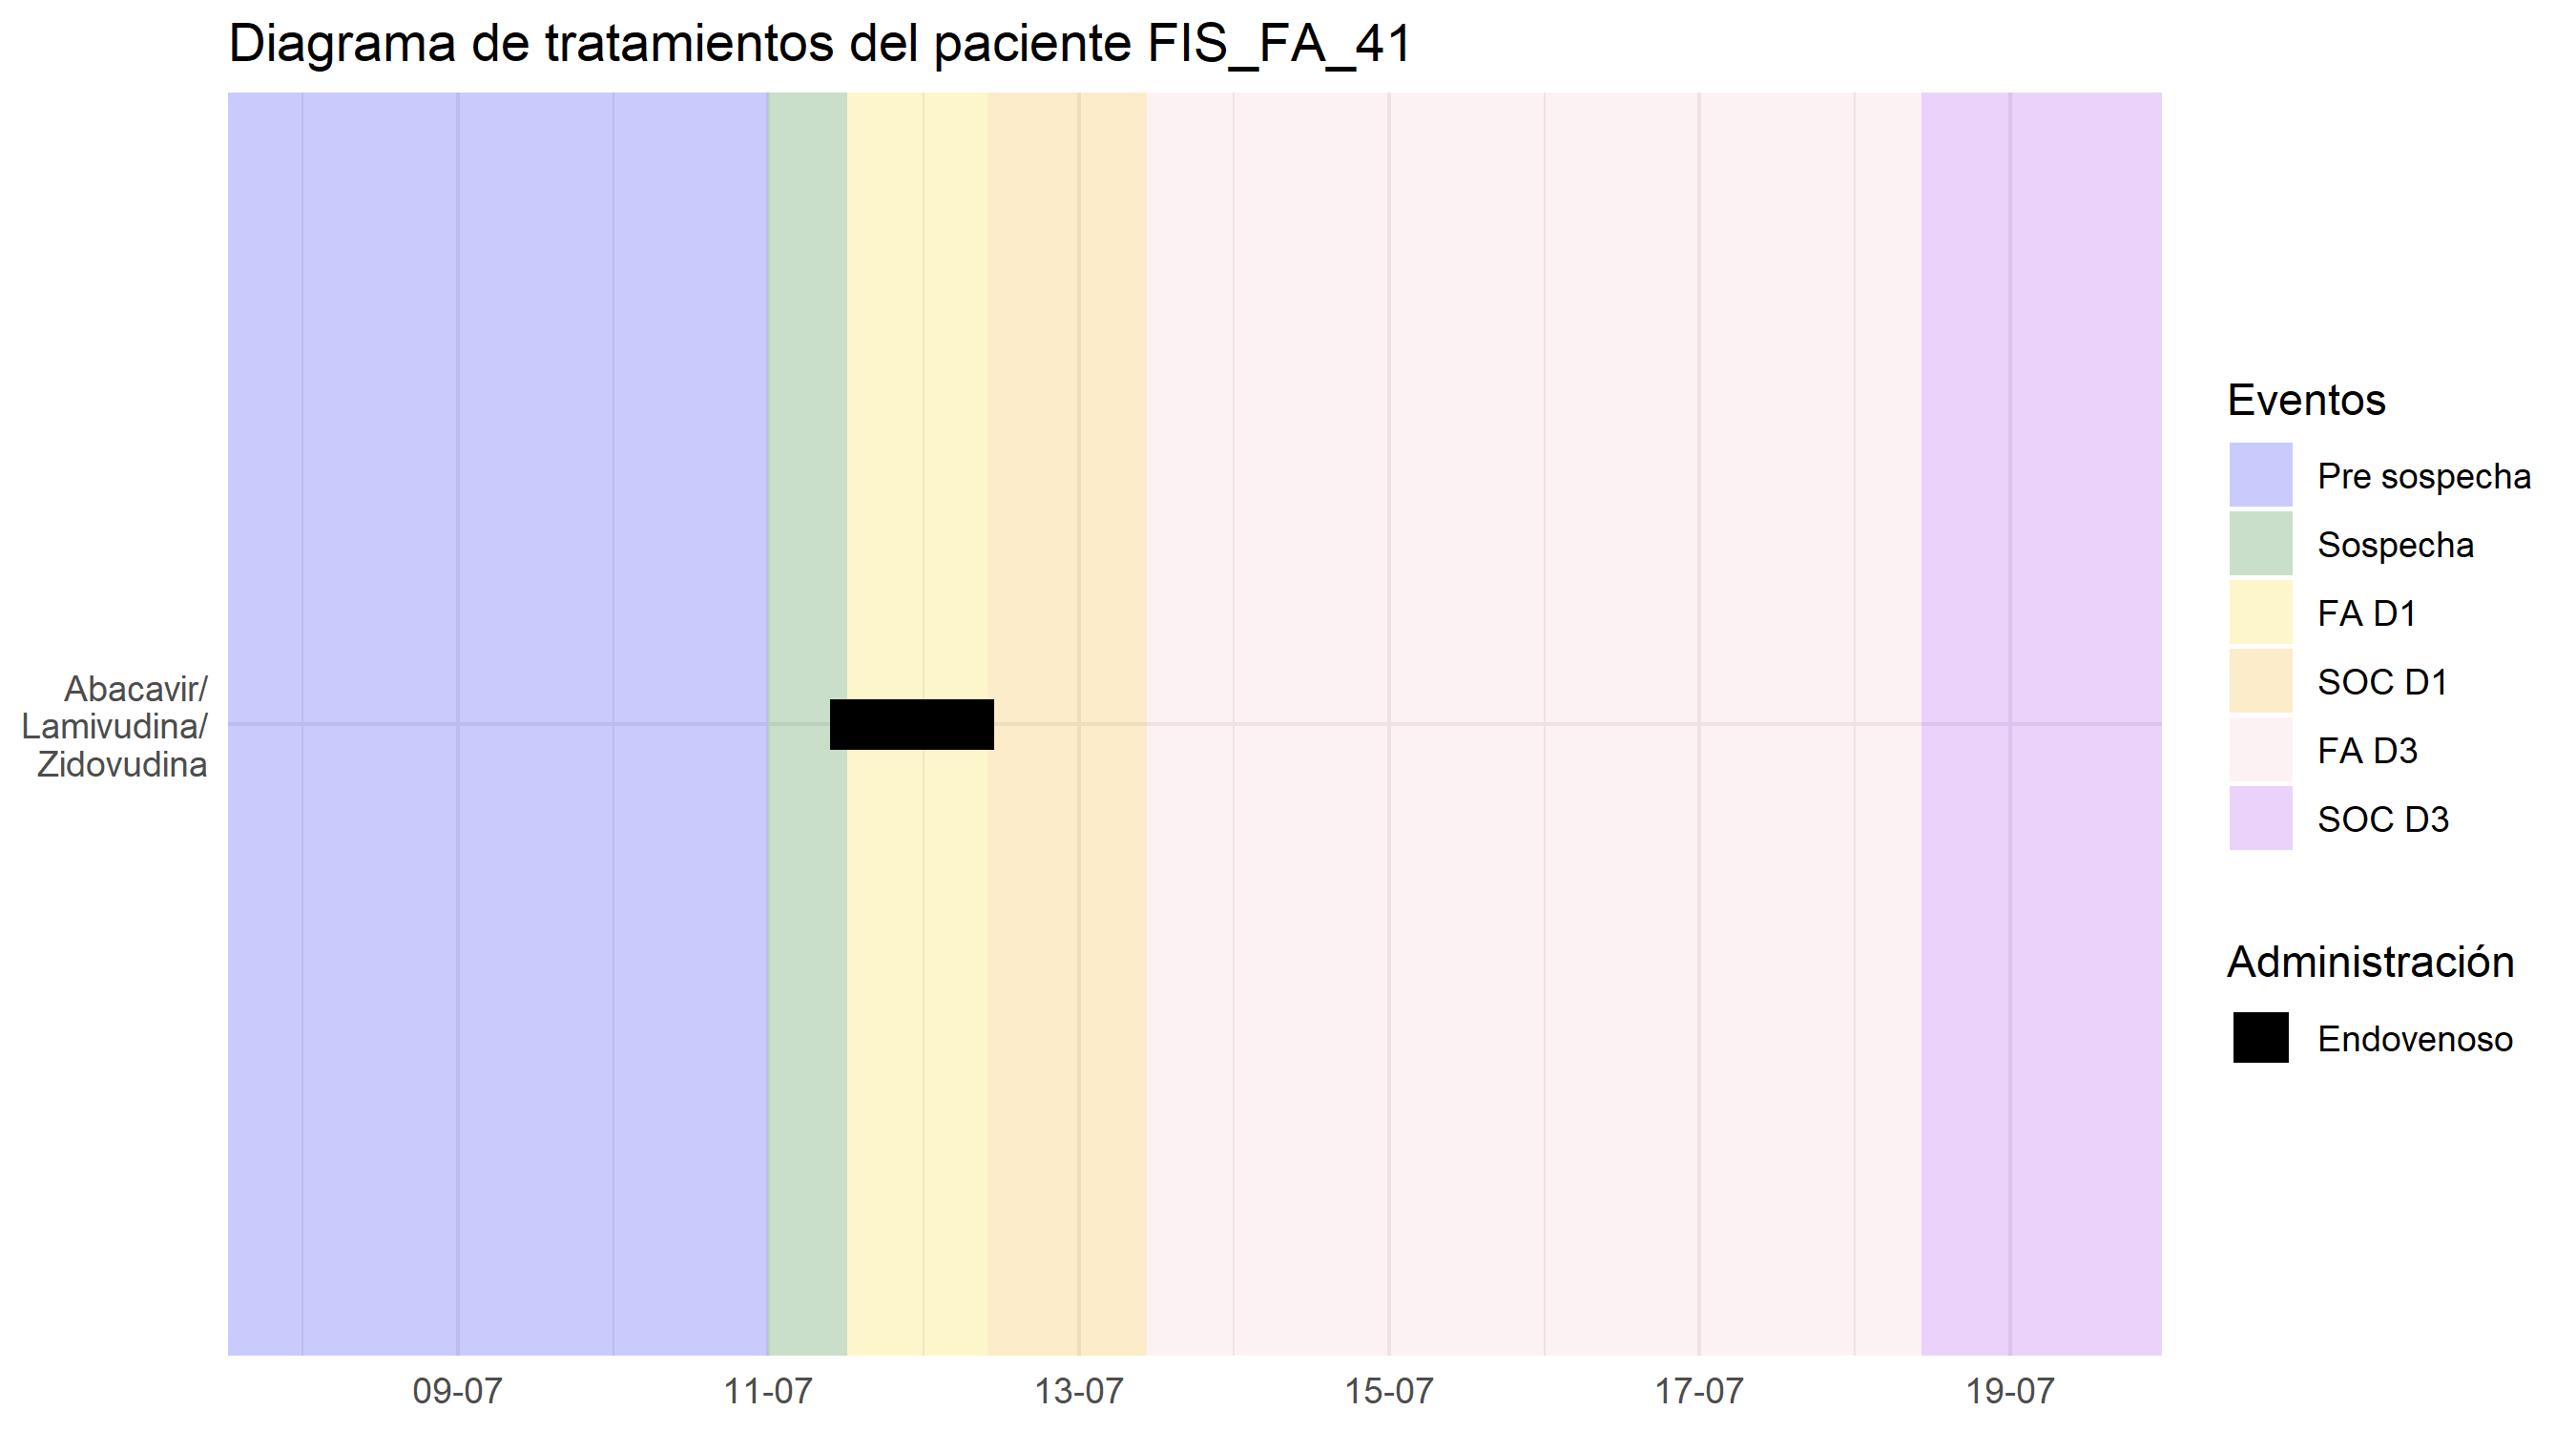 Diagrama de tratamientos del paciente FIS_FA_41
Abacavir/
Lamivudina/
Zidovudina
09-07
11-07
13-07
15-07
17-07
19-07
Eventos
Pre sospecha
Sospecha
FA D1
SOC D1
FA D3
SOC D3
Administración
Endovenoso